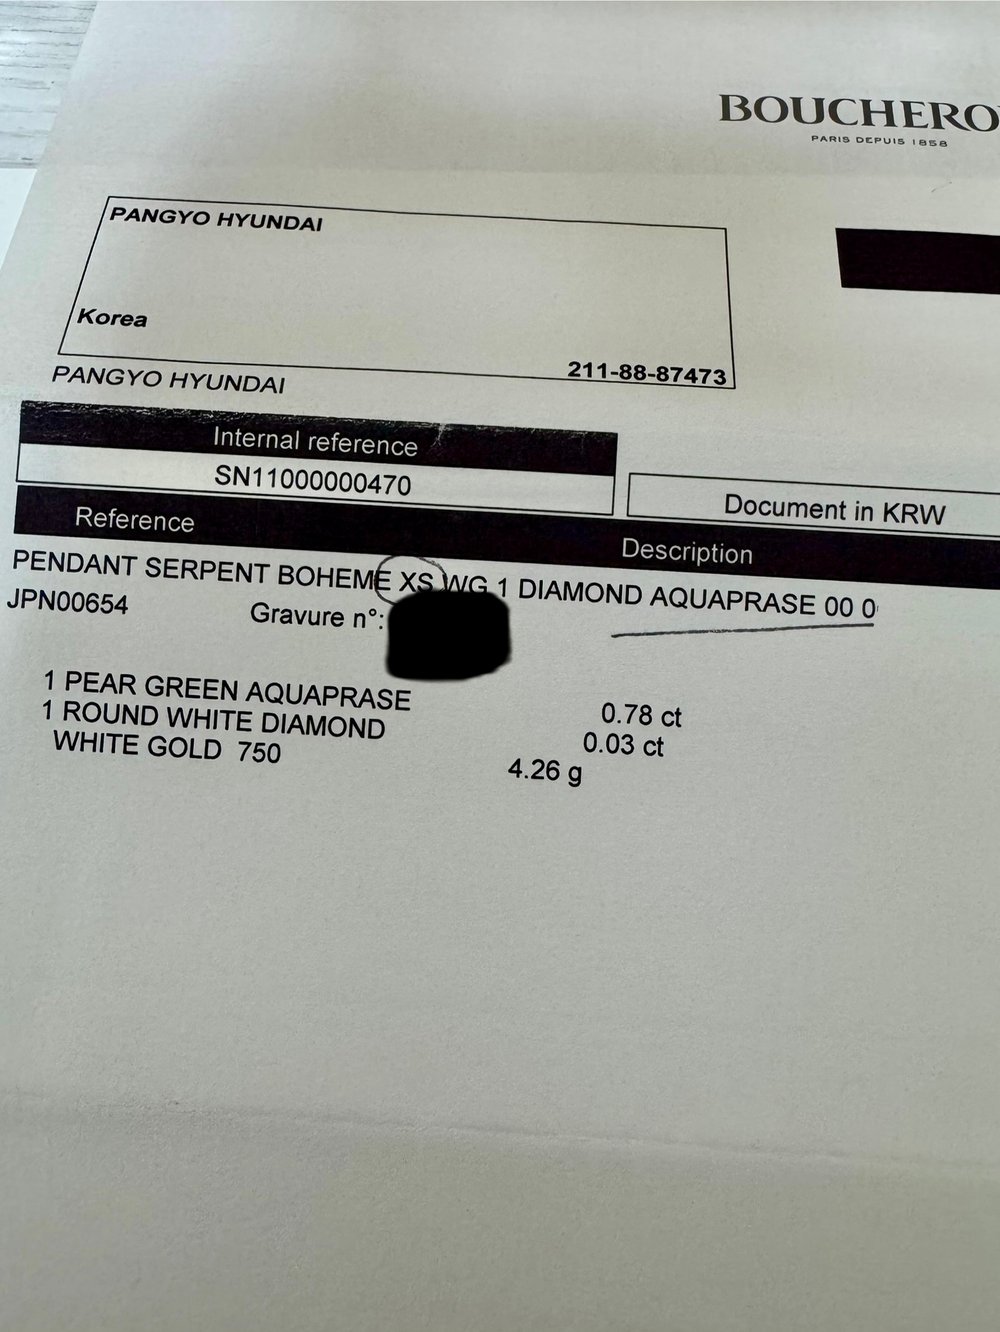 BOUCHERO
PARIS DEPUIS 1858
PANGYO HYUNDAI
Korea
211-88-87473
PANGYO HYUNDAI
Internal reference
SN11000000470
Document in KRW
Reference
Description
PENDANT SERPENT BOHEME XS WG 1 DIAMOND AQUAPRASE 00 0
JPN00654
Gravure n°:
1 PEAR GREEN AQUAPRASE 0.78 ct
1 ROUND WHITE DIAMOND 0.03 ct
WHITE GOLD 750 4.26 g